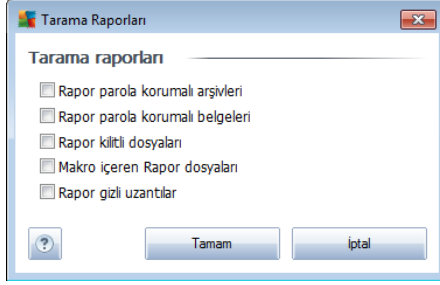 Tarama Raporları
Tarama raporları
Rapor parola korumalı arşivleri
Rapor parola korumalı belgeleri
Rapor kilitli dosyaları
Makro içeren Rapor dosyaları
Rapor gizli uzantılar
?
Tamam
İptal